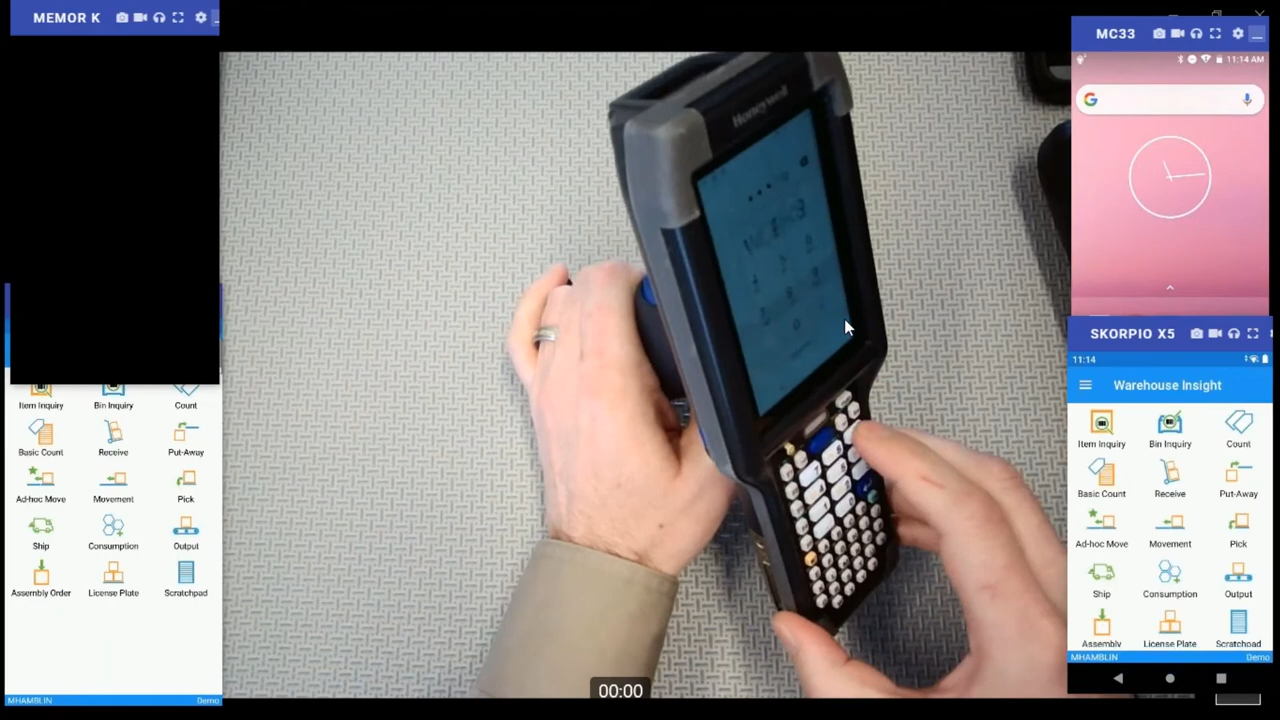 MEMOR K
Item Inquiry
Bin Inquiry
Count
Basic Count
Receive
Put-Away
Ad-hoc Move
Movement
Pick
Ship
Consumption
Output
Assembly Order
License Plate
Scratchpad
MHAMBLIN
Demo
Honeywell
00:00
MC33
11:14 AM
SKORPIO X5
11:14
Warehouse Insight
Item Inquiry
Bin Inquiry
Count
Basic Count
Receive
Put-Away
Ad-hoc Move
Movement
Pick
Ship
Consumption
Output
Assembly
License Plate
Scratchpad
MHAMBLIN
Demo